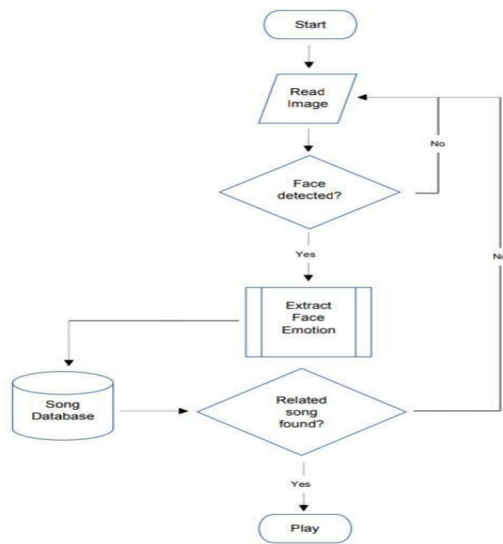 Start
Read
Image
No
Face
detected?
Yes
No
Extract
Face
Emotion
Song
Database
Related
song
found?
Yes
Play